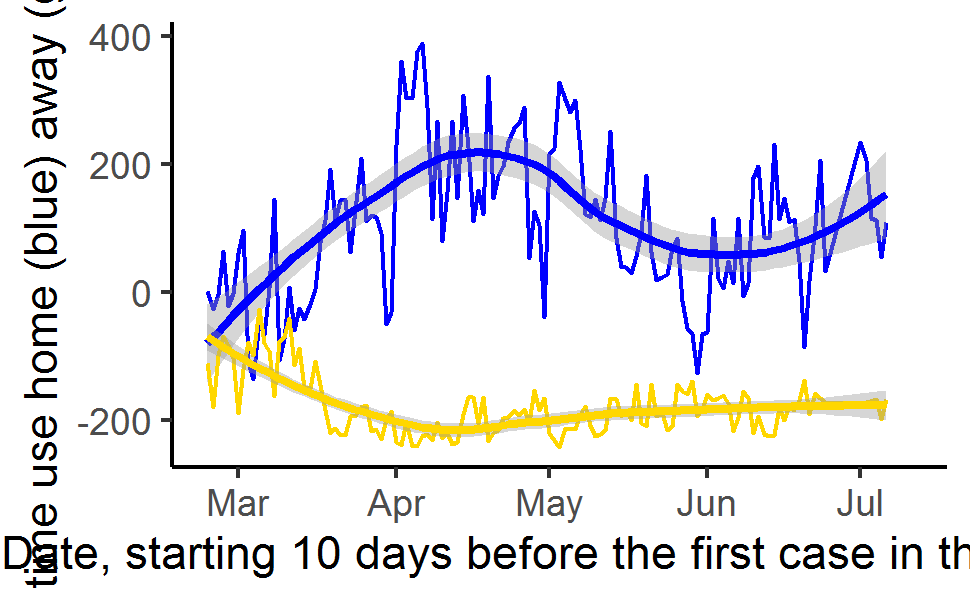 time use home (blue) away (g
400
200
0
-200
Mar Apr May Jun Jul
Date, starting 10 days before the first case in th